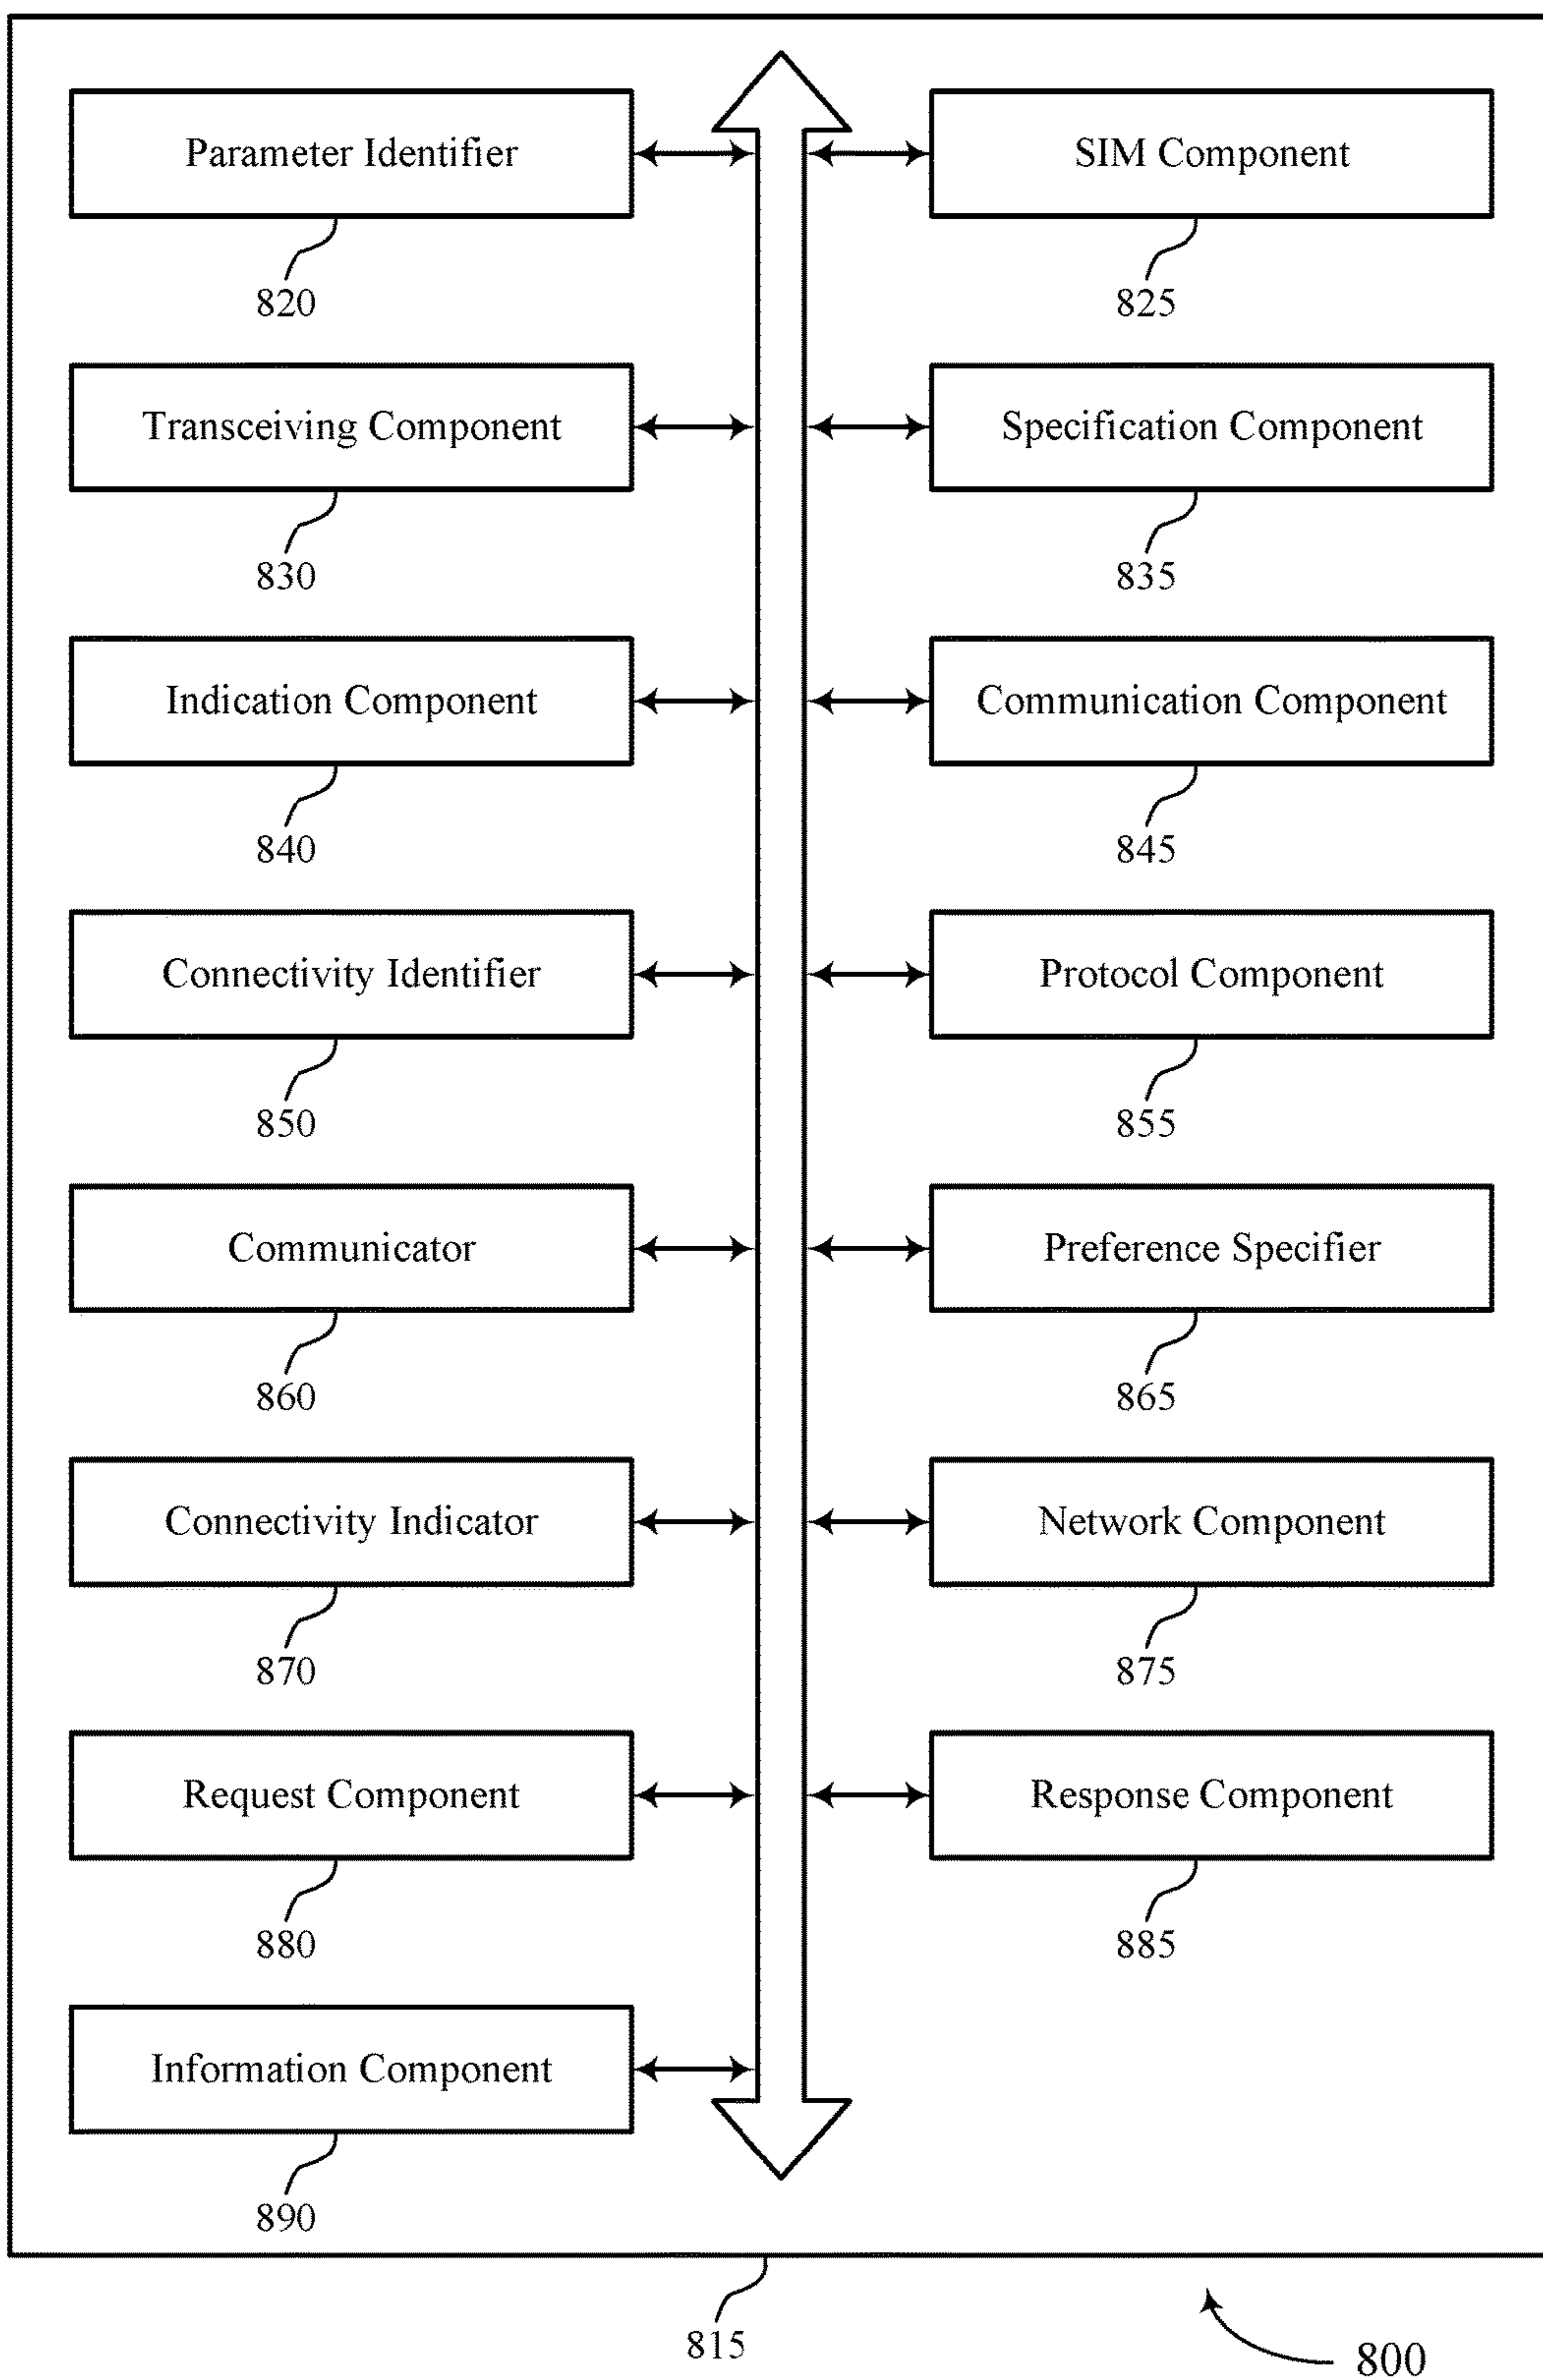 Parameter Identifier
SIM Component
820
825
Transceiving Component
Specification Component
830
835
Indication Component
Communication Component
840
845
Connectivity Identifier
Protocol Component
850
855
Communicator
Preference Specifier
860
865
Connectivity Indicator
Network Component
870
875
Request Component
Response Component
880
885
Information Component
890
815
800